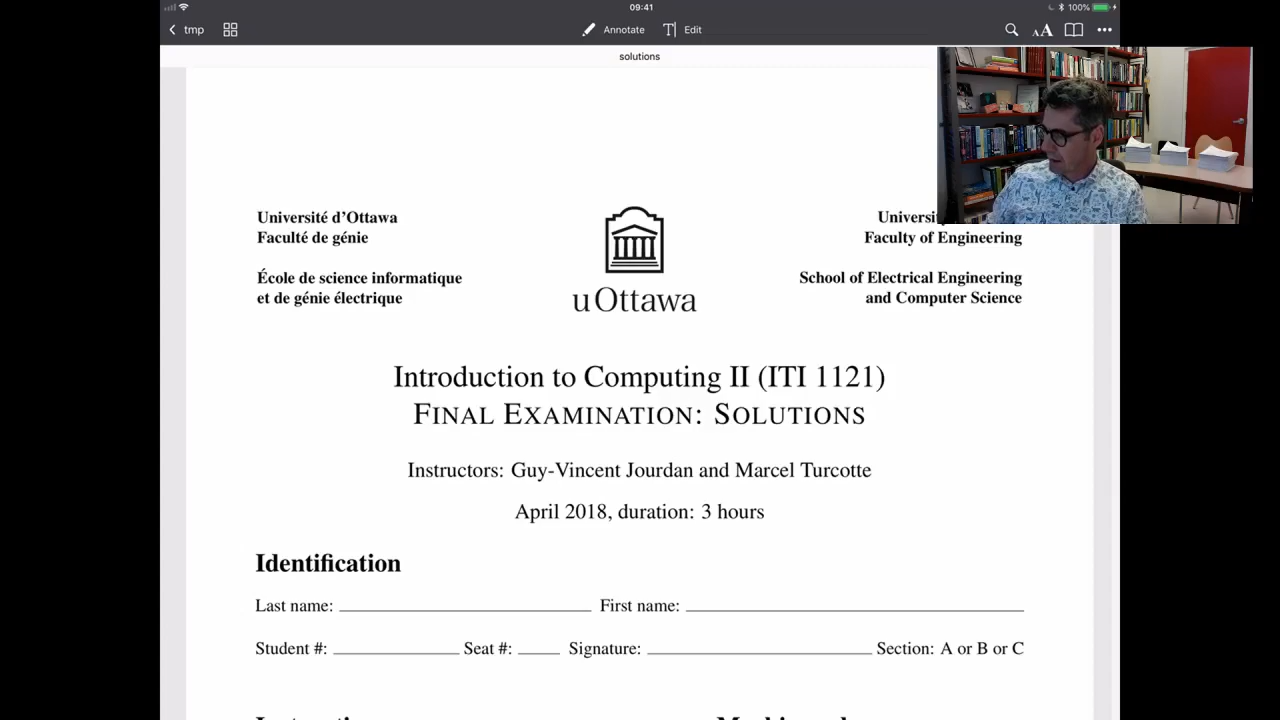 09:41
100%
tmp
Annotate
Edit
AA
solutions
Université d'Ottawa
Faculté de génie
École de science informatique
et de génie électrique
uOttawa
Faculty of Engineering
School of Electrical Engineering
and Computer Science
Introduction to Computing II (ITI 1121)
FINAL EXAMINATION: SOLUTIONS
Instructors: Guy-Vincent Jourdan and Marcel Turcotte
April 2018, duration: 3 hours
Identification
Last name: First name:
Student #: Seat #: Signature: Section: A or B or C